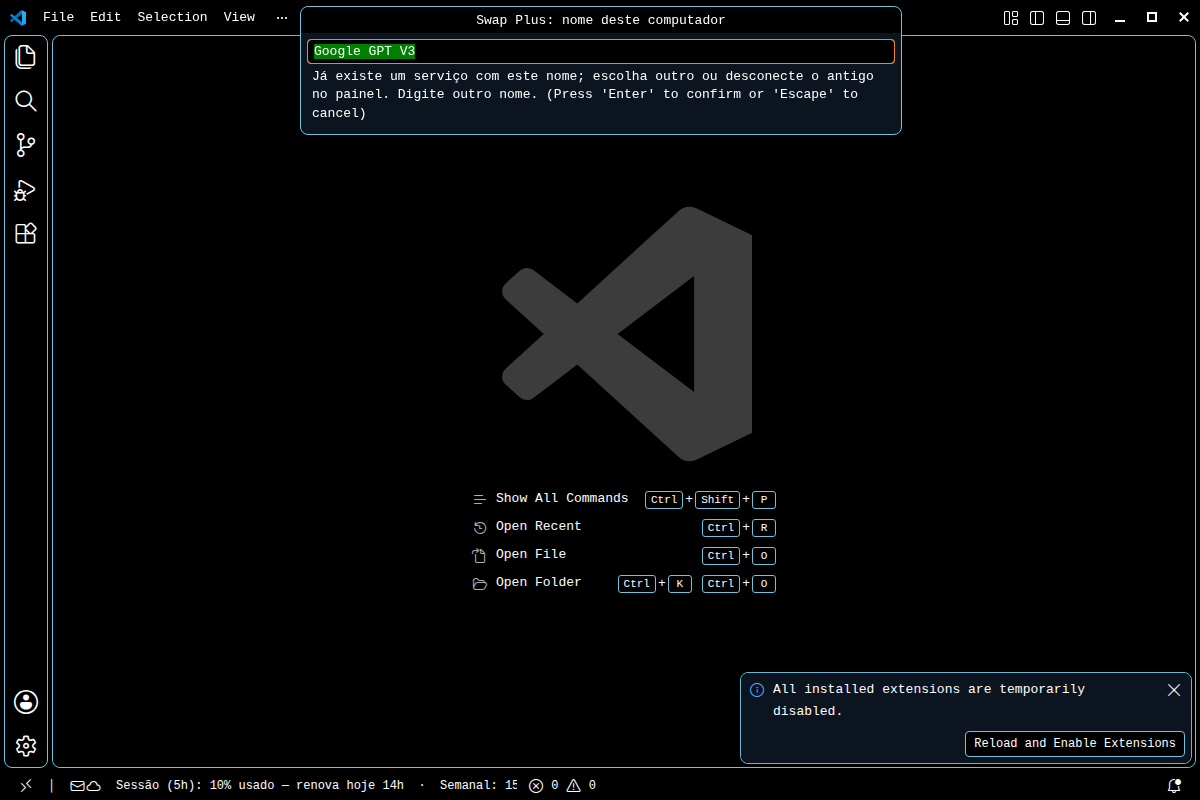 File Edit Selection View ···
Swap Plus: nome deste computador
Google GPT V3
Já existe um serviço com este nome; escolha outro ou desconecte o antigo
no painel. Digite outro nome. (Press 'Enter' to confirm or 'Escape' to
cancel)
Show All Commands Ctrl+Shift+P
Open Recent Ctrl+R
Open File Ctrl+O
Open Folder Ctrl+K Ctrl+O
All installed extensions are temporarily
disabled.
Reload and Enable Extensions
Sessão (5h): 10% usado — renova hoje 14h · Semanal: 15 0 0